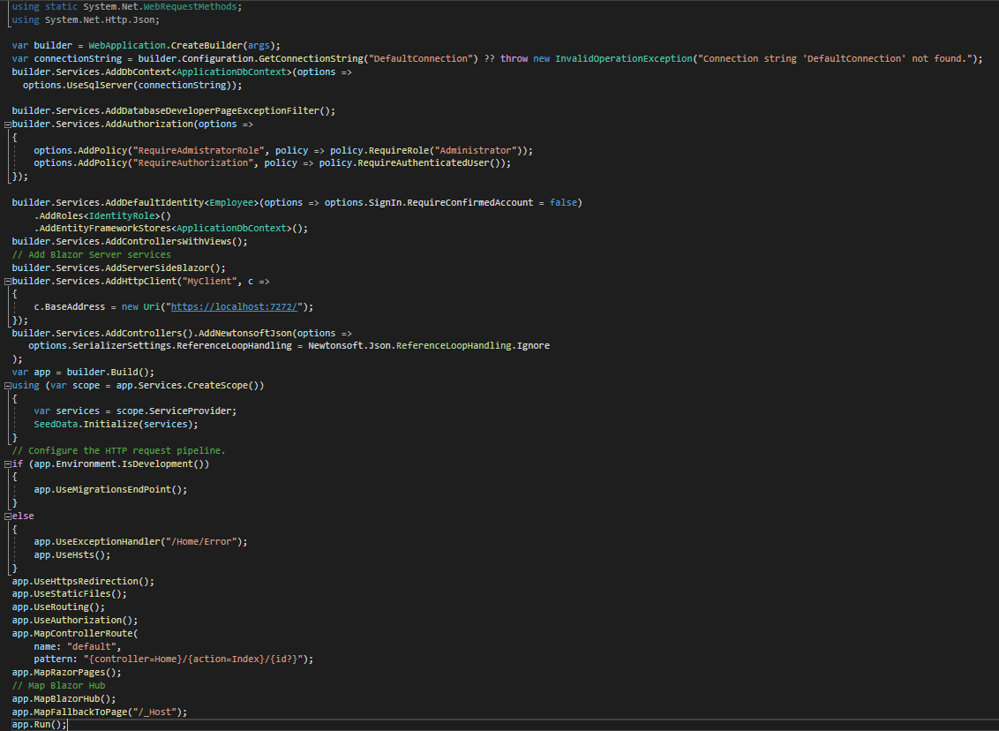 using static System.Net.WebRequestMethods;
using System.Net.Http.Json;
var builder = WebApplication.CreateBuilder(args);
var connectionString = builder.Configuration.GetConnectionString("DefaultConnection") ?? throw new InvalidOperationException("Connection string 'DefaultConnection' not found.");
builder.Services.AddDbContext<ApplicationDbContext>(options =>
options.UseSqlServer(connectionString));
builder.Services.AddDatabaseDeveloperPageExceptionFilter();
builder.Services.AddAuthorization(options =>
{
options.AddPolicy("RequireAdmistratorRole", policy => policy.RequireRole("Administrator"));
options.AddPolicy("RequireAuthorization", policy => policy.RequireAuthenticatedUser());
});
builder.Services.AddDefaultIdentity<Employee>(options => options.SignIn.RequireConfirmedAccount = false)
.AddRoles<IdentityRole>()
.AddEntityFrameworkStores<ApplicationDbContext>();
builder.Services.AddControllersWithViews();
// Add Blazor Server services
builder.Services.AddServerSideBlazor();
builder.Services.AddHttpClient("MyClient", c =>
{
c.BaseAddress = new Uri("https://localhost:7272/");
});
builder.Services.AddControllers().AddNewtonsoftJson(options =>
options.SerializerSettings.ReferenceLoopHandling = Newtonsoft.Json.ReferenceLoopHandling.Ignore
);
var app = builder.Build();
using (var scope = app.Services.CreateScope())
{
var services = scope.ServiceProvider;
SeedData.Initialize(services);
}
// Configure the HTTP request pipeline.
if (app.Environment.IsDevelopment())
{
app.UseMigrationsEndPoint();
}
else
{
app.UseExceptionHandler("/Home/Error");
app.UseHsts();
}
app.UseHttpsRedirection();
app.UseStaticFiles();
app.UseRouting();
app.UseAuthorization();
app.MapControllerRoute(
name: "default",
pattern: "{controller=Home}/{action=Index}/{id?}");
app.MapRazorPages();
// Map Blazor Hub
app.MapBlazorHub();
app.MapFallbackToPage("/_Host");
app.Run();